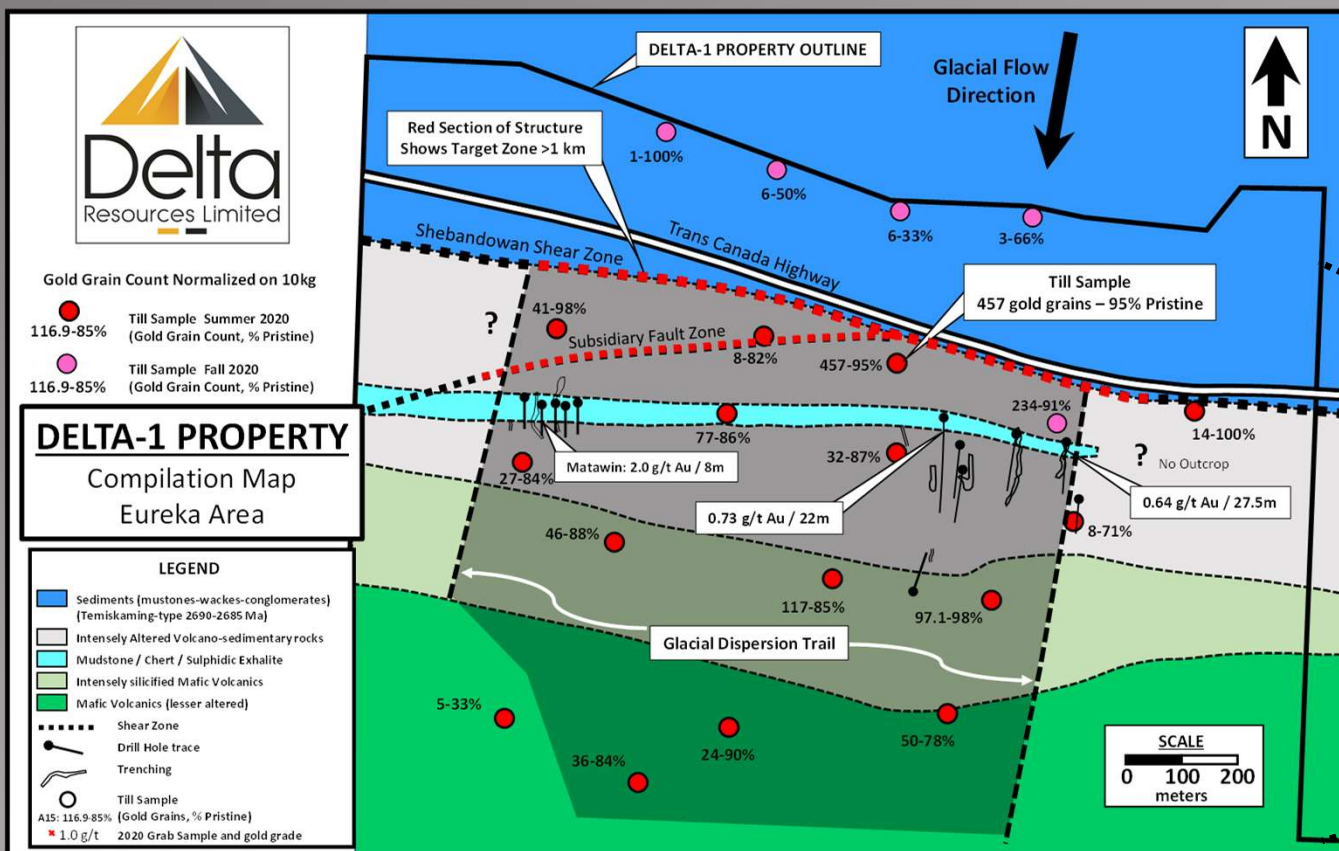 Delta
Resources Limited
Gold Grain Count Normalized on 10kg
116.9-85%
Till Sample Summer 2020
(Gold Grain Count, % Pristine)
116.9-85%
Till Sample Fall 2020
(Gold Grain Count, % Pristine)
DELTA-1 PROPERTY
Compilation Map
Eureka Area
LEGEND
Sediments (mustones-wackes-conglomerates)
(Temiskaming-type 2690-2685 Ma)
Intensely Altered Volcano-sedimentary rocks
Mudstone / Chert / Sulphidic Exhalite
Intensely silicified Mafic Volcanics
Mafic Volcanics (lesser altered)
Shear Zone
Drill Hole trace
Trenching
Till Sample
A15: 116.9-85% (Gold Grains, % Pristine)
1.0 g/t 2020 Grab Sample and gold grade
DELTA-1 PROPERTY OUTLINE
Glacial Flow
Direction
N
Red Section of Structure
Shows Target Zone >1 km
1-100%
6-50%
6-33%
3-66%
Shebandowan Shear Zone
Trans Canada Highway
Till Sample
457 gold grains – 95% Pristine
41-98%
?
Subsidiary Fault Zone
8-82%
457-95%
234-91%
77-86%
14-100%
32-87%
?
No Outcrop
Matawin: 2.0 g/t Au / 8m
27-84%
0.73 g/t Au / 22m
0.64 g/t Au / 27.5m
8-71%
46-88%
117-85%
97.1-98%
Glacial Dispersion Trail
5-33%
36-84%
24-90%
50-78%
SCALE
0 100 200
meters